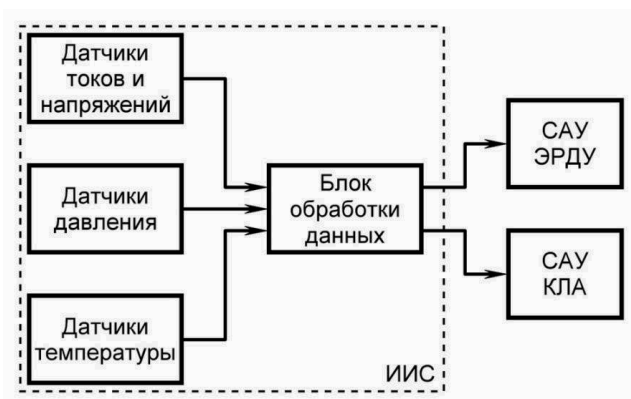 Датчики
токов и
напряжений
Датчики
давления
Датчики
температуры
Блок
обработки
данных
САУ
ЭРДУ
САУ
КЛА
ИИС